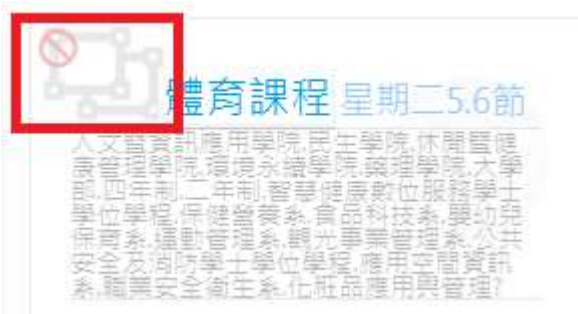 體育課程 星期二5.6節
人文暨資訊應用學院.民生學院.休閒暨健
康管理學院.環境永續學院.藥理學院.大學
部.四年制.二年制.智慧健康數位服務學士
學位學程.保健營養系.食品科技系.嬰幼兒
保育系.運動管理系.觀光事業管理系.公共
安全及消防學士學位學程.應用空間資訊
系.職業安全衛生系.化粧品應用與管理?